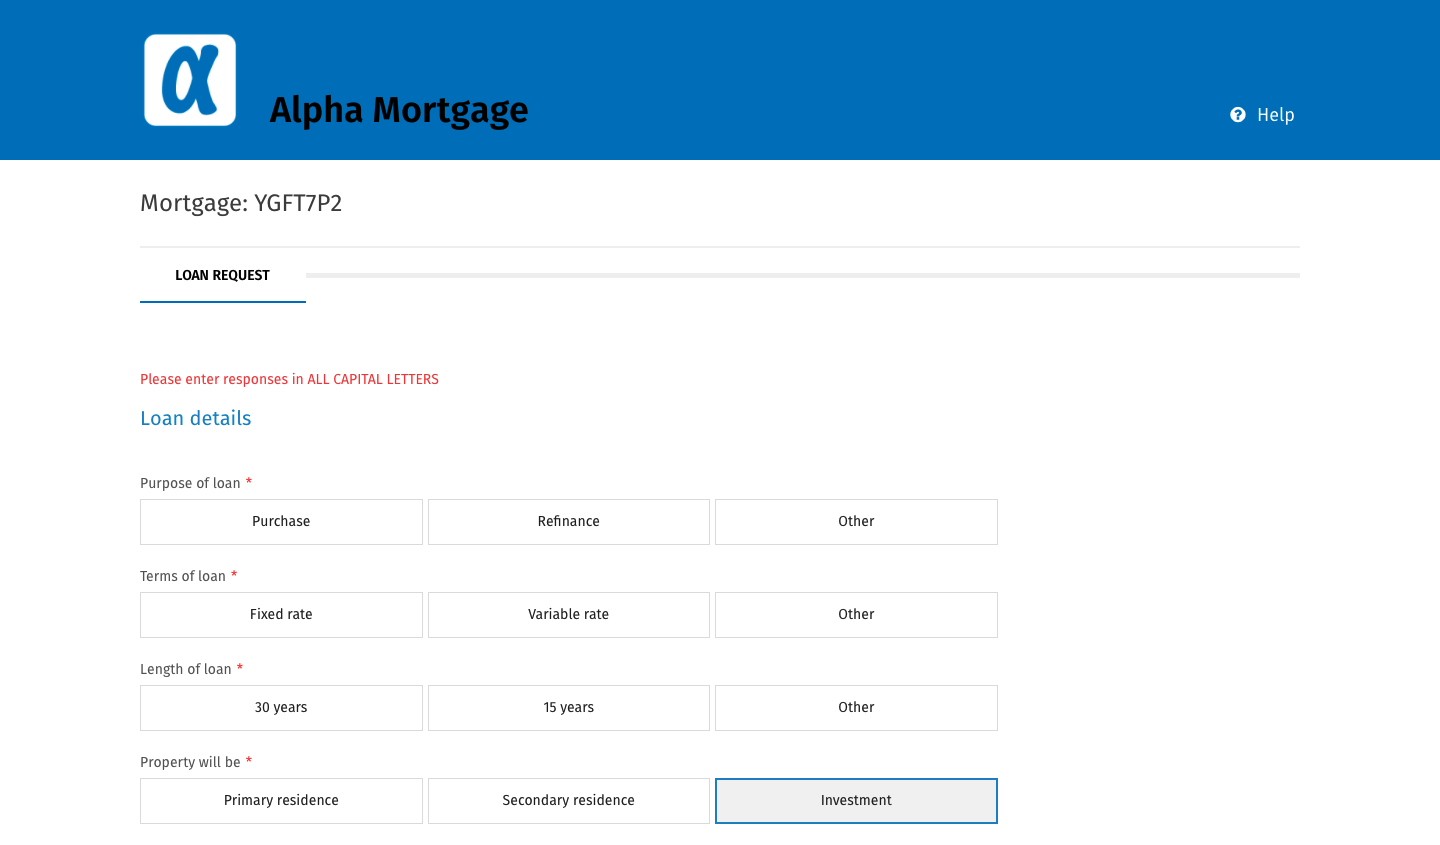 α
Alpha Mortgage
Help
Mortgage: YGFT7P2
LOAN REQUEST
Please enter responses in ALL CAPITAL LETTERS
Loan details
Purpose of loan *
Purchase Refinance Other
Terms of loan *
Fixed rate Variable rate Other
Length of loan *
30 years 15 years Other
Property will be *
Primary residence Secondary residence Investment